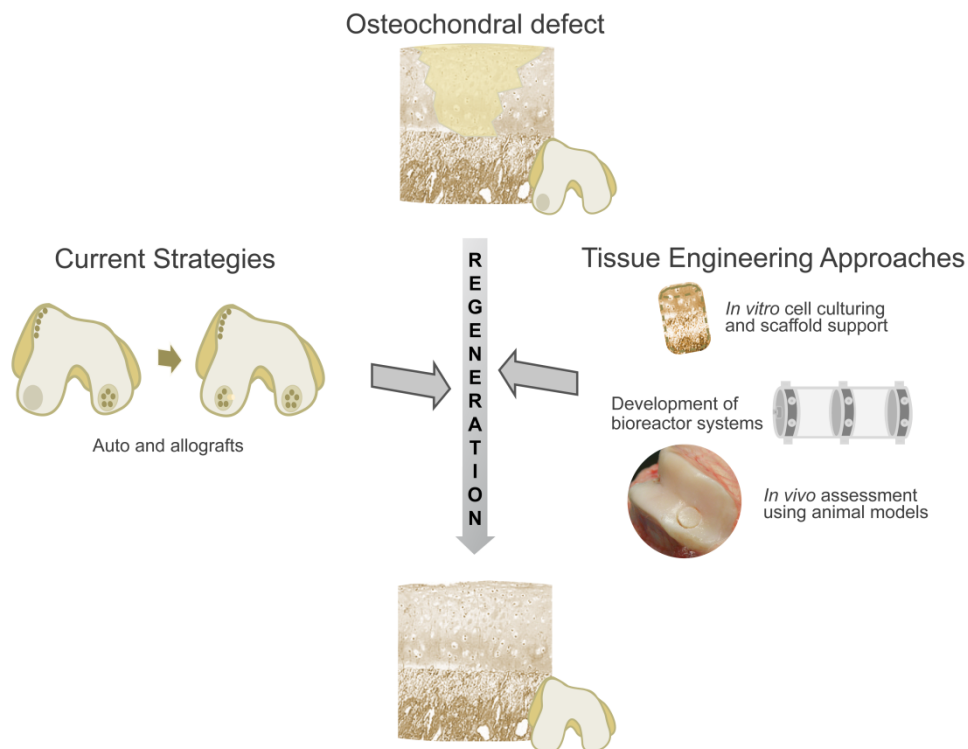 Osteochondral defect
Current Strategies
Auto and allografts
REGENERATION
Tissue Engineering Approaches
In vitro cell culturing
and scaffold support
Development of
bioreactor systems
In vivo assessment
using animal models